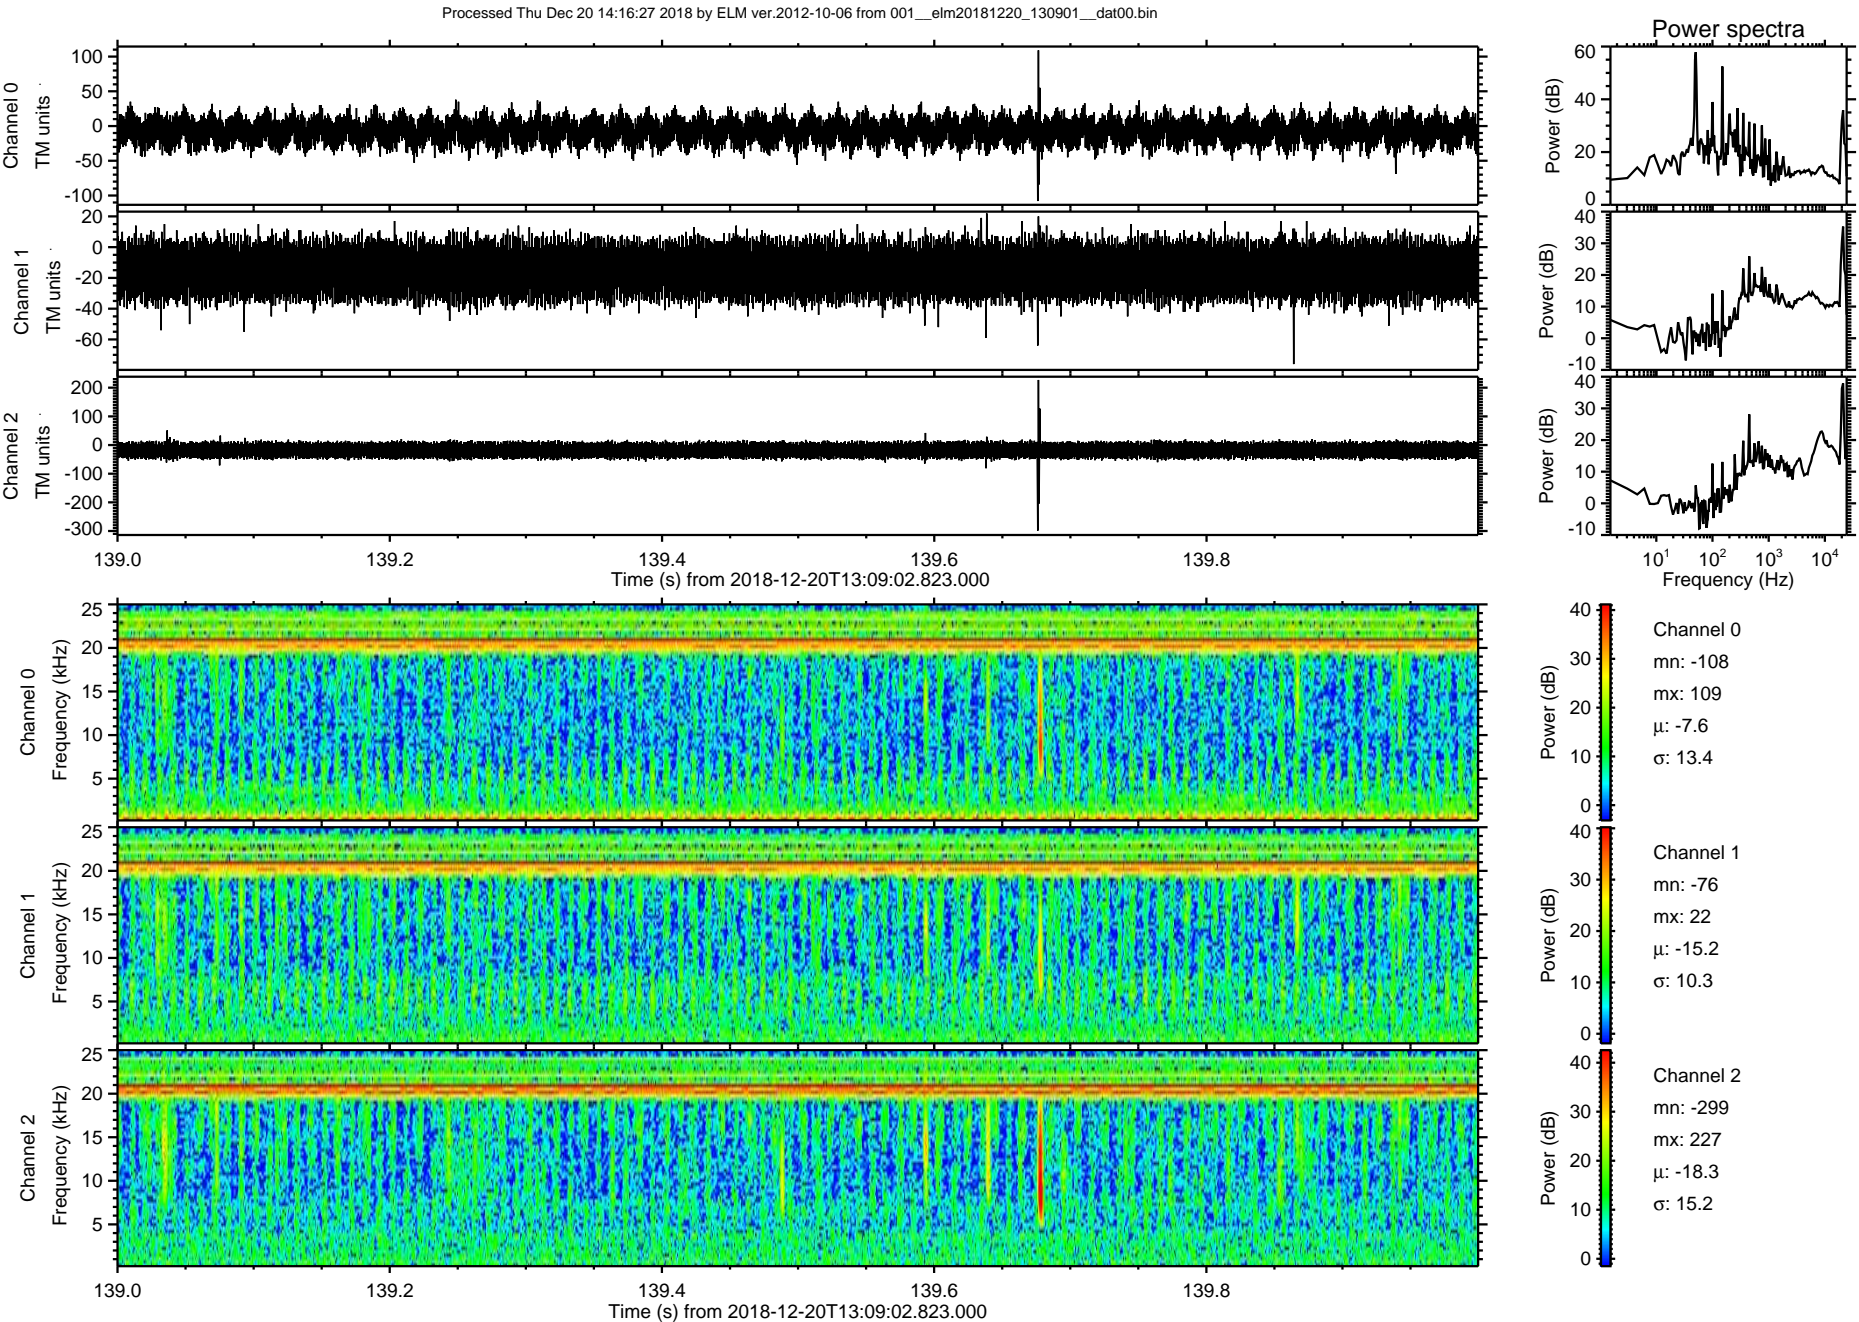 Processed Thu Dec 20 14:16:27 2018 by ELM ver.2012-10-06 from 001__elm20181220_130901__dat00.bin
Power spectra
Channel 0
TM units
100
50
0
-50
-100
Power (dB)
60
40
20
0
Channel 1
TM units
20
0
-20
-40
-60
Power (dB)
40
30
20
10
0
-10
Channel 2
TM units
200
100
0
-100
-200
-300
Power (dB)
40
30
20
10
0
-10
139.0 139.2 139.4 139.6 139.8
Time (s) from 2018-12-20T13:09:02.823.000
10¹ 10² 10³ 10⁴
Frequency (Hz)
Channel 0
Frequency (kHz)
25
20
15
10
5
Power (dB)
40
30
20
10
0
Channel 0
mn: -108
mx: 109
µ: -7.6
σ: 13.4
Channel 1
Frequency (kHz)
25
20
15
10
5
Power (dB)
40
30
20
10
0
Channel 1
mn: -76
mx: 22
µ: -15.2
σ: 10.3
Channel 2
Frequency (kHz)
25
20
15
10
5
Power (dB)
40
30
20
10
0
Channel 2
mn: -299
mx: 227
µ: -18.3
σ: 15.2
139.0 139.2 139.4 139.6 139.8
Time (s) from 2018-12-20T13:09:02.823.000